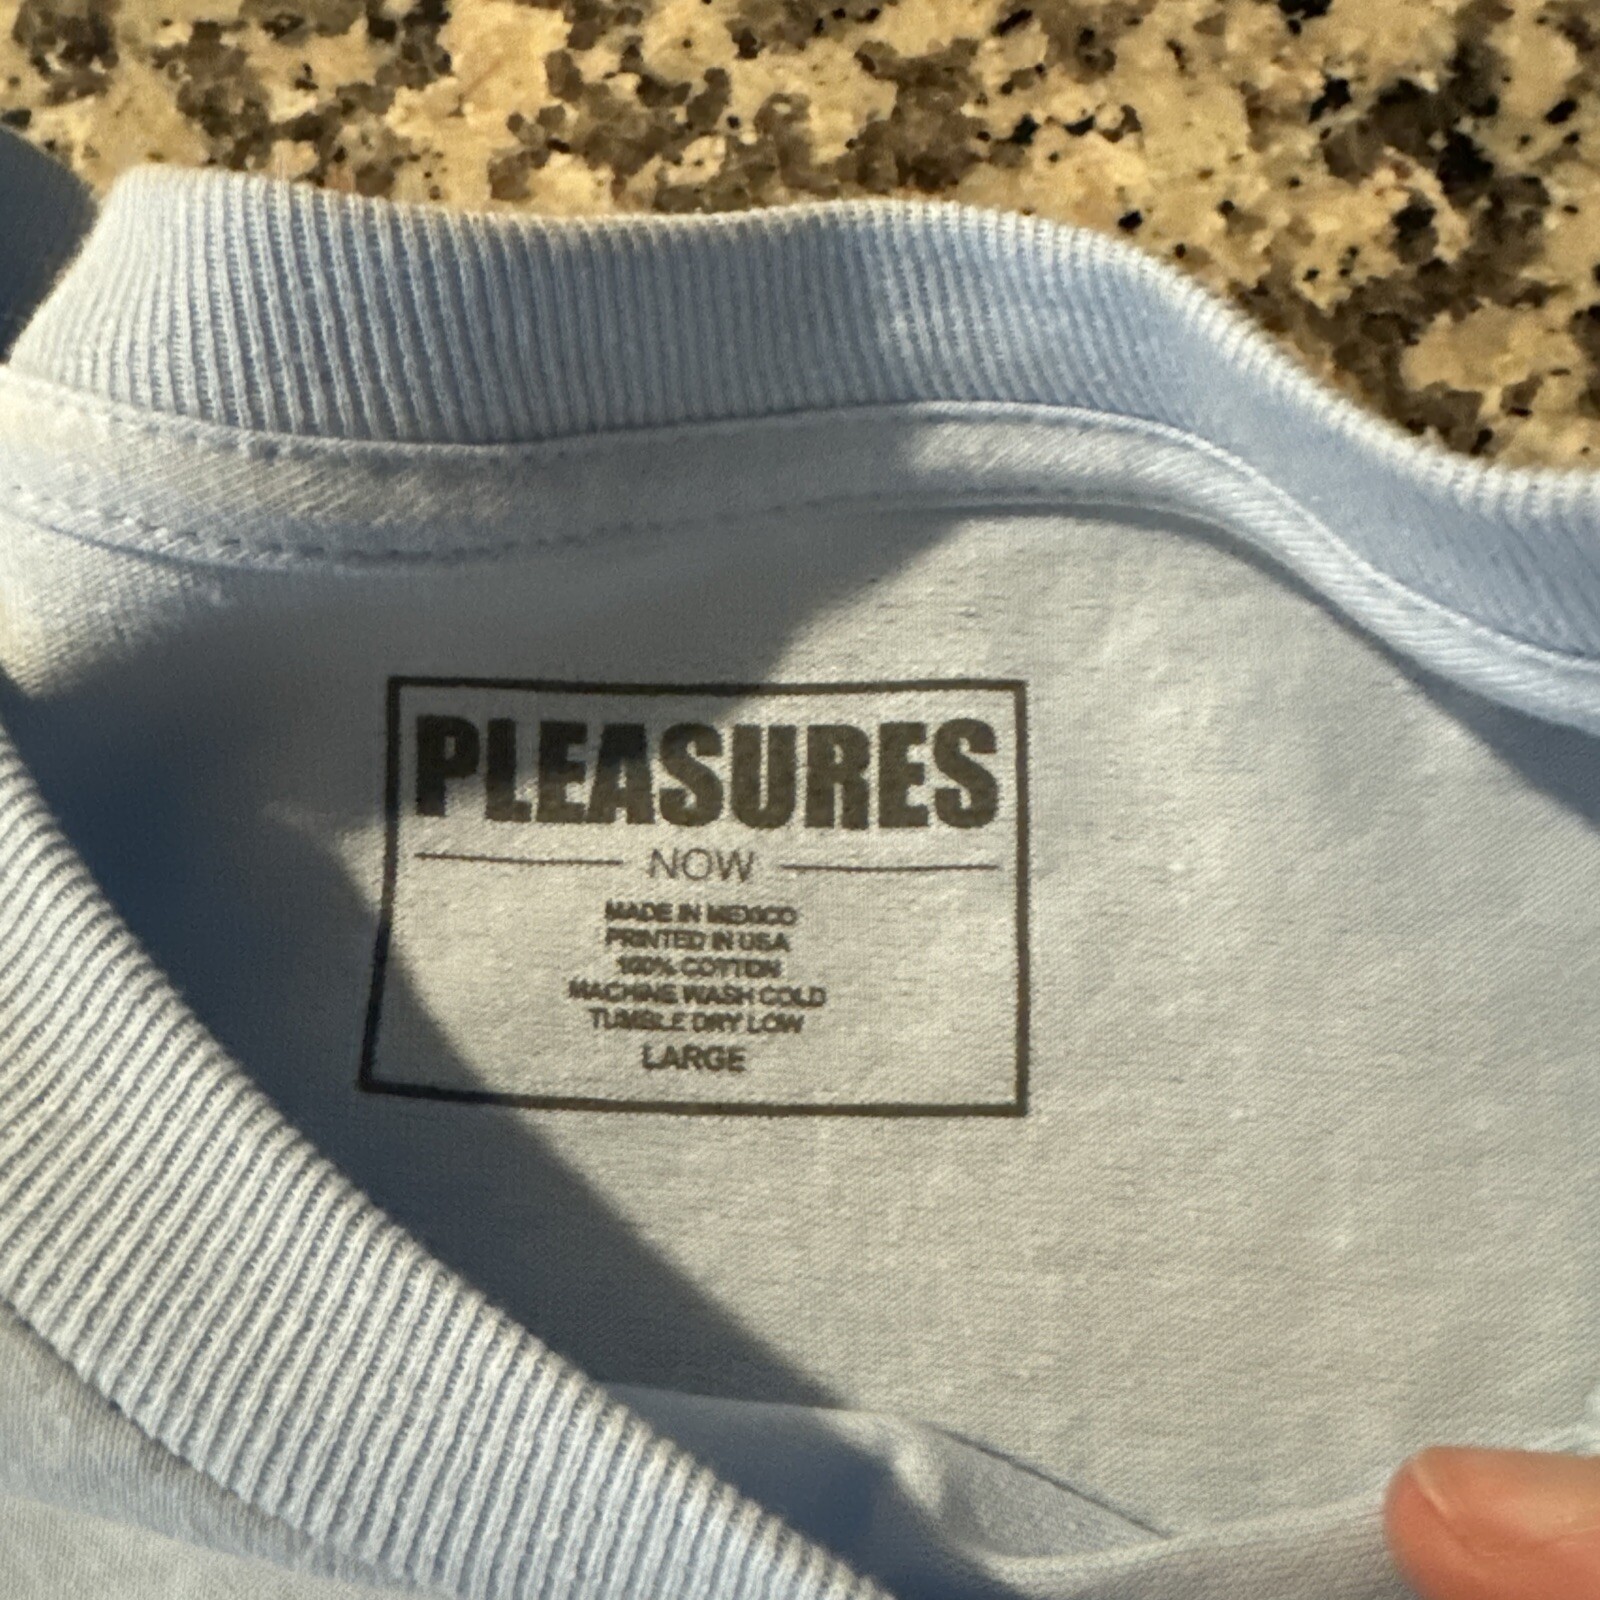 PLEASURES
NOW
MADE IN MEXICO
PRINTED IN USA
100% COTTON
MACHINE WASH COLD
TUMBLE DRY LOW
LARGE